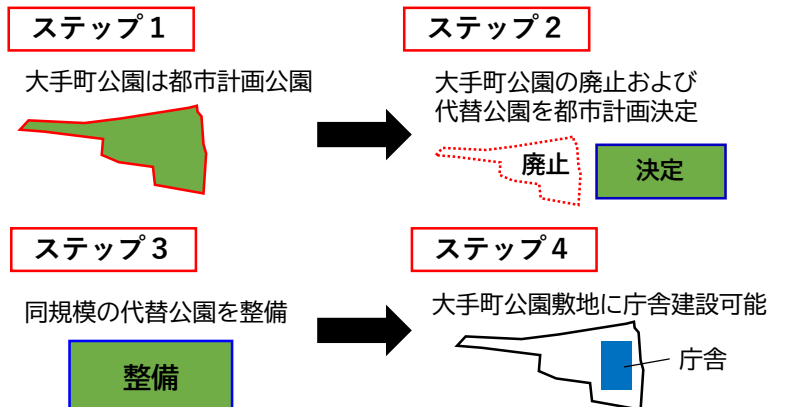 ステップ１
大手町公園は都市計画公園
ステップ２
大手町公園の廃止および
代替公園を都市計画決定
廃止
決定
ステップ３
同規模の代替公園を整備
整備
ステップ４
大手町公園敷地に庁舎建設可能
庁舎